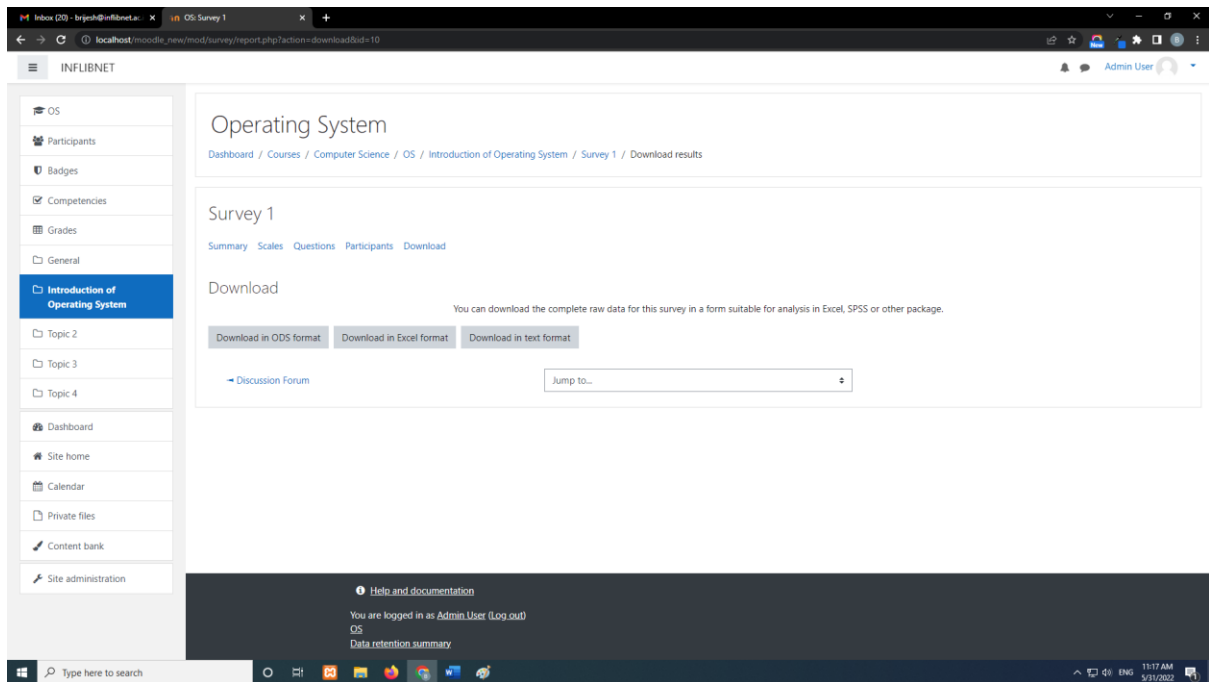 Inbox (20) - brijesh@inflibnet.ac.
OS: Survey 1
localhost/moodle_new/mod/survey/report.php?action=download&id=10
New
B
INFLIBNET
Admin User
OS
Participants
Badges
Competencies
Grades
General
Introduction of
Operating System
Topic 2
Topic 3
Topic 4
Dashboard
Site home
Calendar
Private files
Content bank
Site administration
Operating System
Dashboard / Courses / Computer Science / OS / Introduction of Operating System / Survey 1 / Download results
Survey 1
Summary Scales Questions Participants Download
Download
You can download the complete raw data for this survey in a form suitable for analysis in Excel, SPSS or other package.
Download in ODS format Download in Excel format Download in text format
Discussion Forum
Jump to...
Help and documentation
You are logged in as Admin User (Log out)
OS
Data retention summary
Type here to search
ENG
11:17 AM
5/31/2022